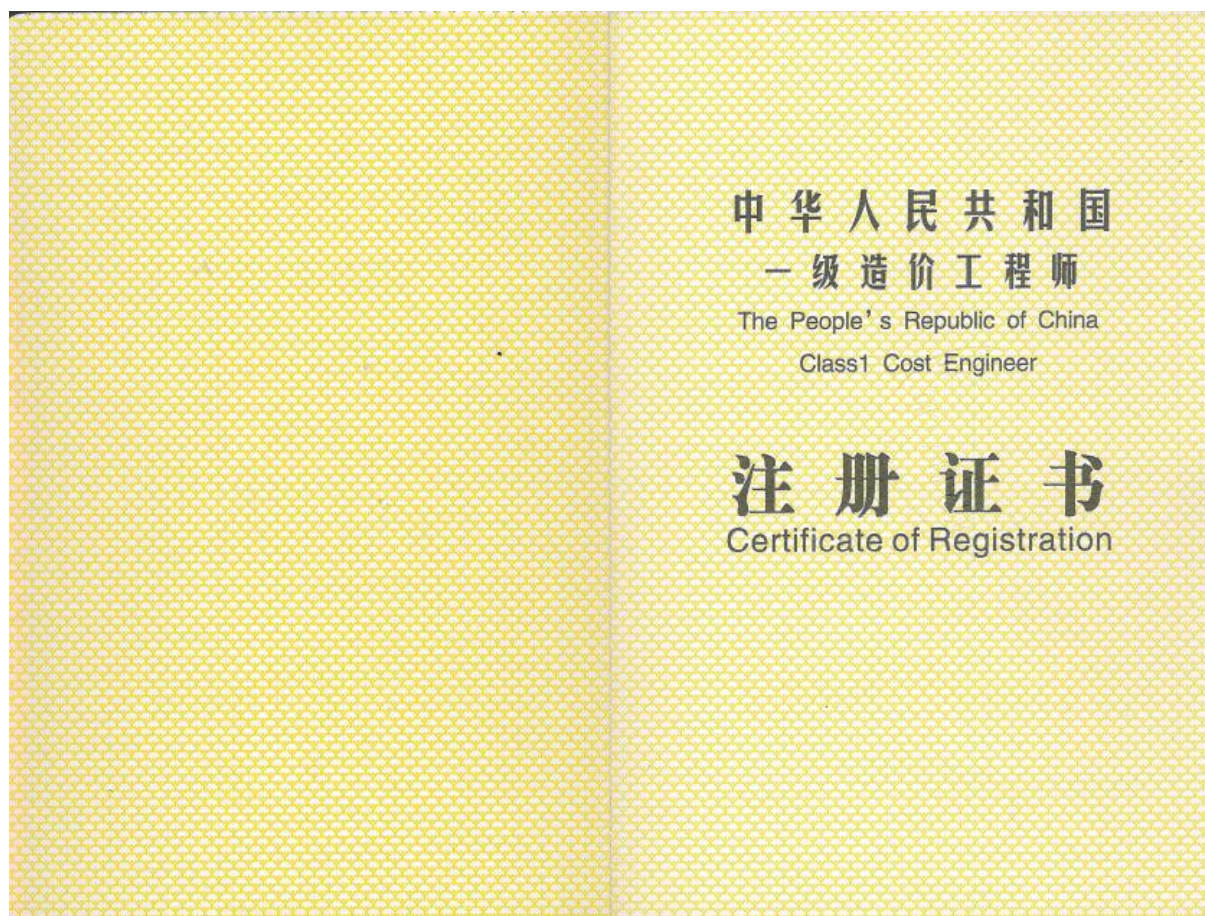 中华人民共和国
一级造价工程师
The People's Republic of China
Class1 Cost Engineer
注册证书
Certificate of Registration